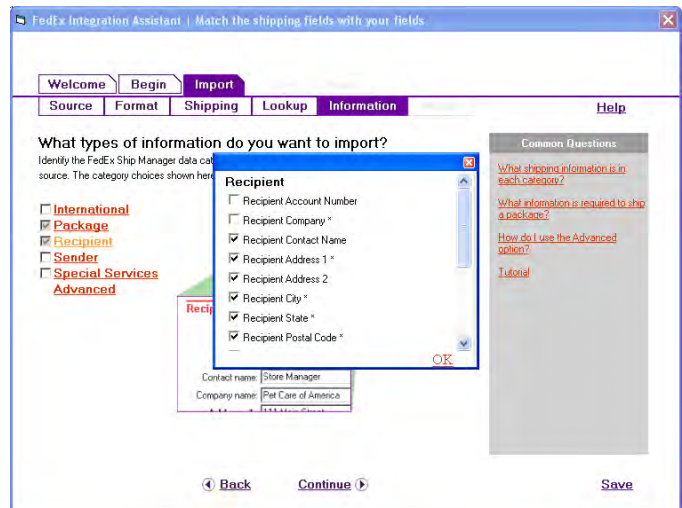 FedEx Integration Assistant | Match the shipping fields with your fields
Welcome Begin Import
Source Format Shipping Lookup Information
Help
What types of information do you want to import?
Identify the FedEx Ship Manager data cat
source. The category choices shown here
International
Package
Recipient
Sender
Special Services
Advanced
Recipient
Recipient Account Number
Recipient Company *
Recipient Contact Name
Recipient Address 1 *
Recipient Address 2
Recipient City *
Recipient State *
Recipient Postal Code *
OK
Recip
Contact name: Store Manager
Company name: Pet Care of America
111 Main Street
Common Questions
What shipping information is in
each category?
What information is required to ship
a package?
How do I use the Advanced
option?
Tutorial
Back Continue Save